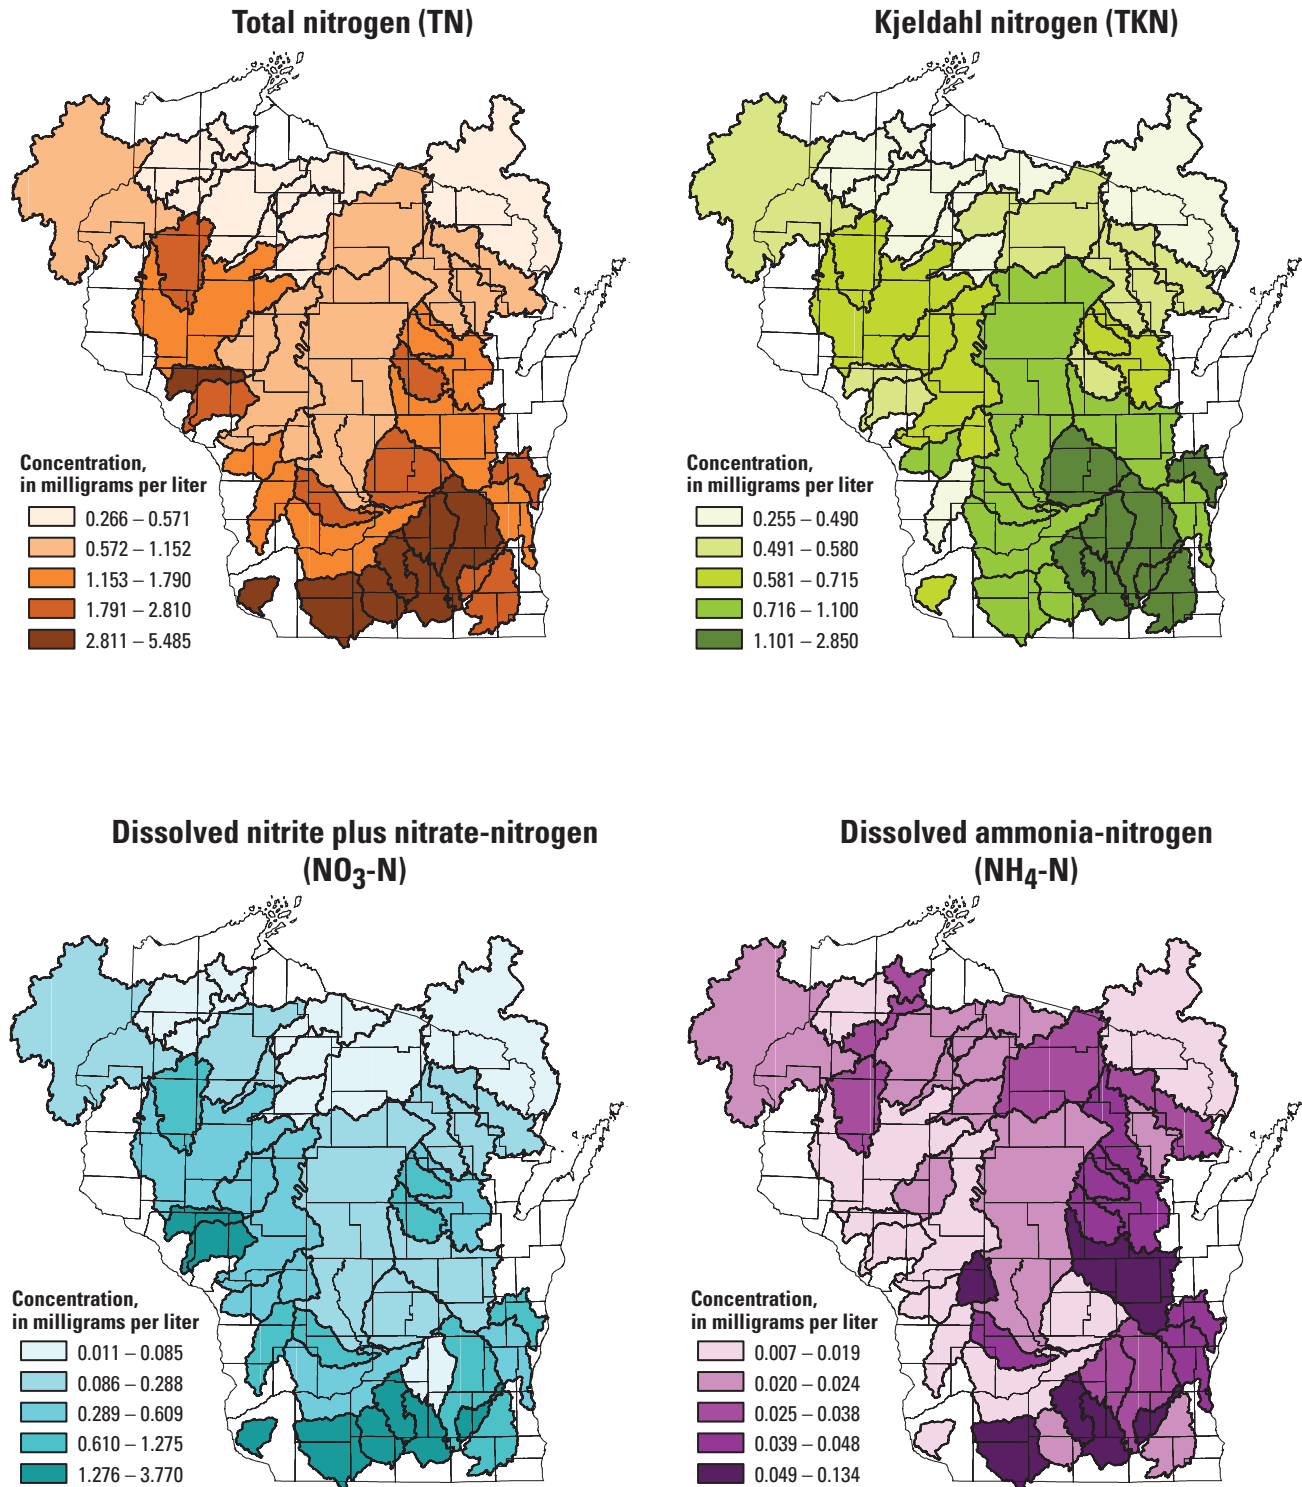 Total nitrogen (TN)
Kjeldahl nitrogen (TKN)
Concentration,
in milligrams per liter
0.266 – 0.571
0.572 – 1.152
1.153 – 1.790
1.791 – 2.810
2.811 – 5.485
Concentration,
in milligrams per liter
0.255 – 0.490
0.491 – 0.580
0.581 – 0.715
0.716 – 1.100
1.101 – 2.850
Dissolved nitrite plus nitrate-nitrogen
(NO3-N)
Dissolved ammonia-nitrogen
(NH4-N)
Concentration,
in milligrams per liter
0.011 – 0.085
0.086 – 0.288
0.289 – 0.609
0.610 – 1.275
1.276 – 3.770
Concentration,
in milligrams per liter
0.007 – 0.019
0.020 – 0.024
0.025 – 0.038
0.039 – 0.048
0.049 – 0.134